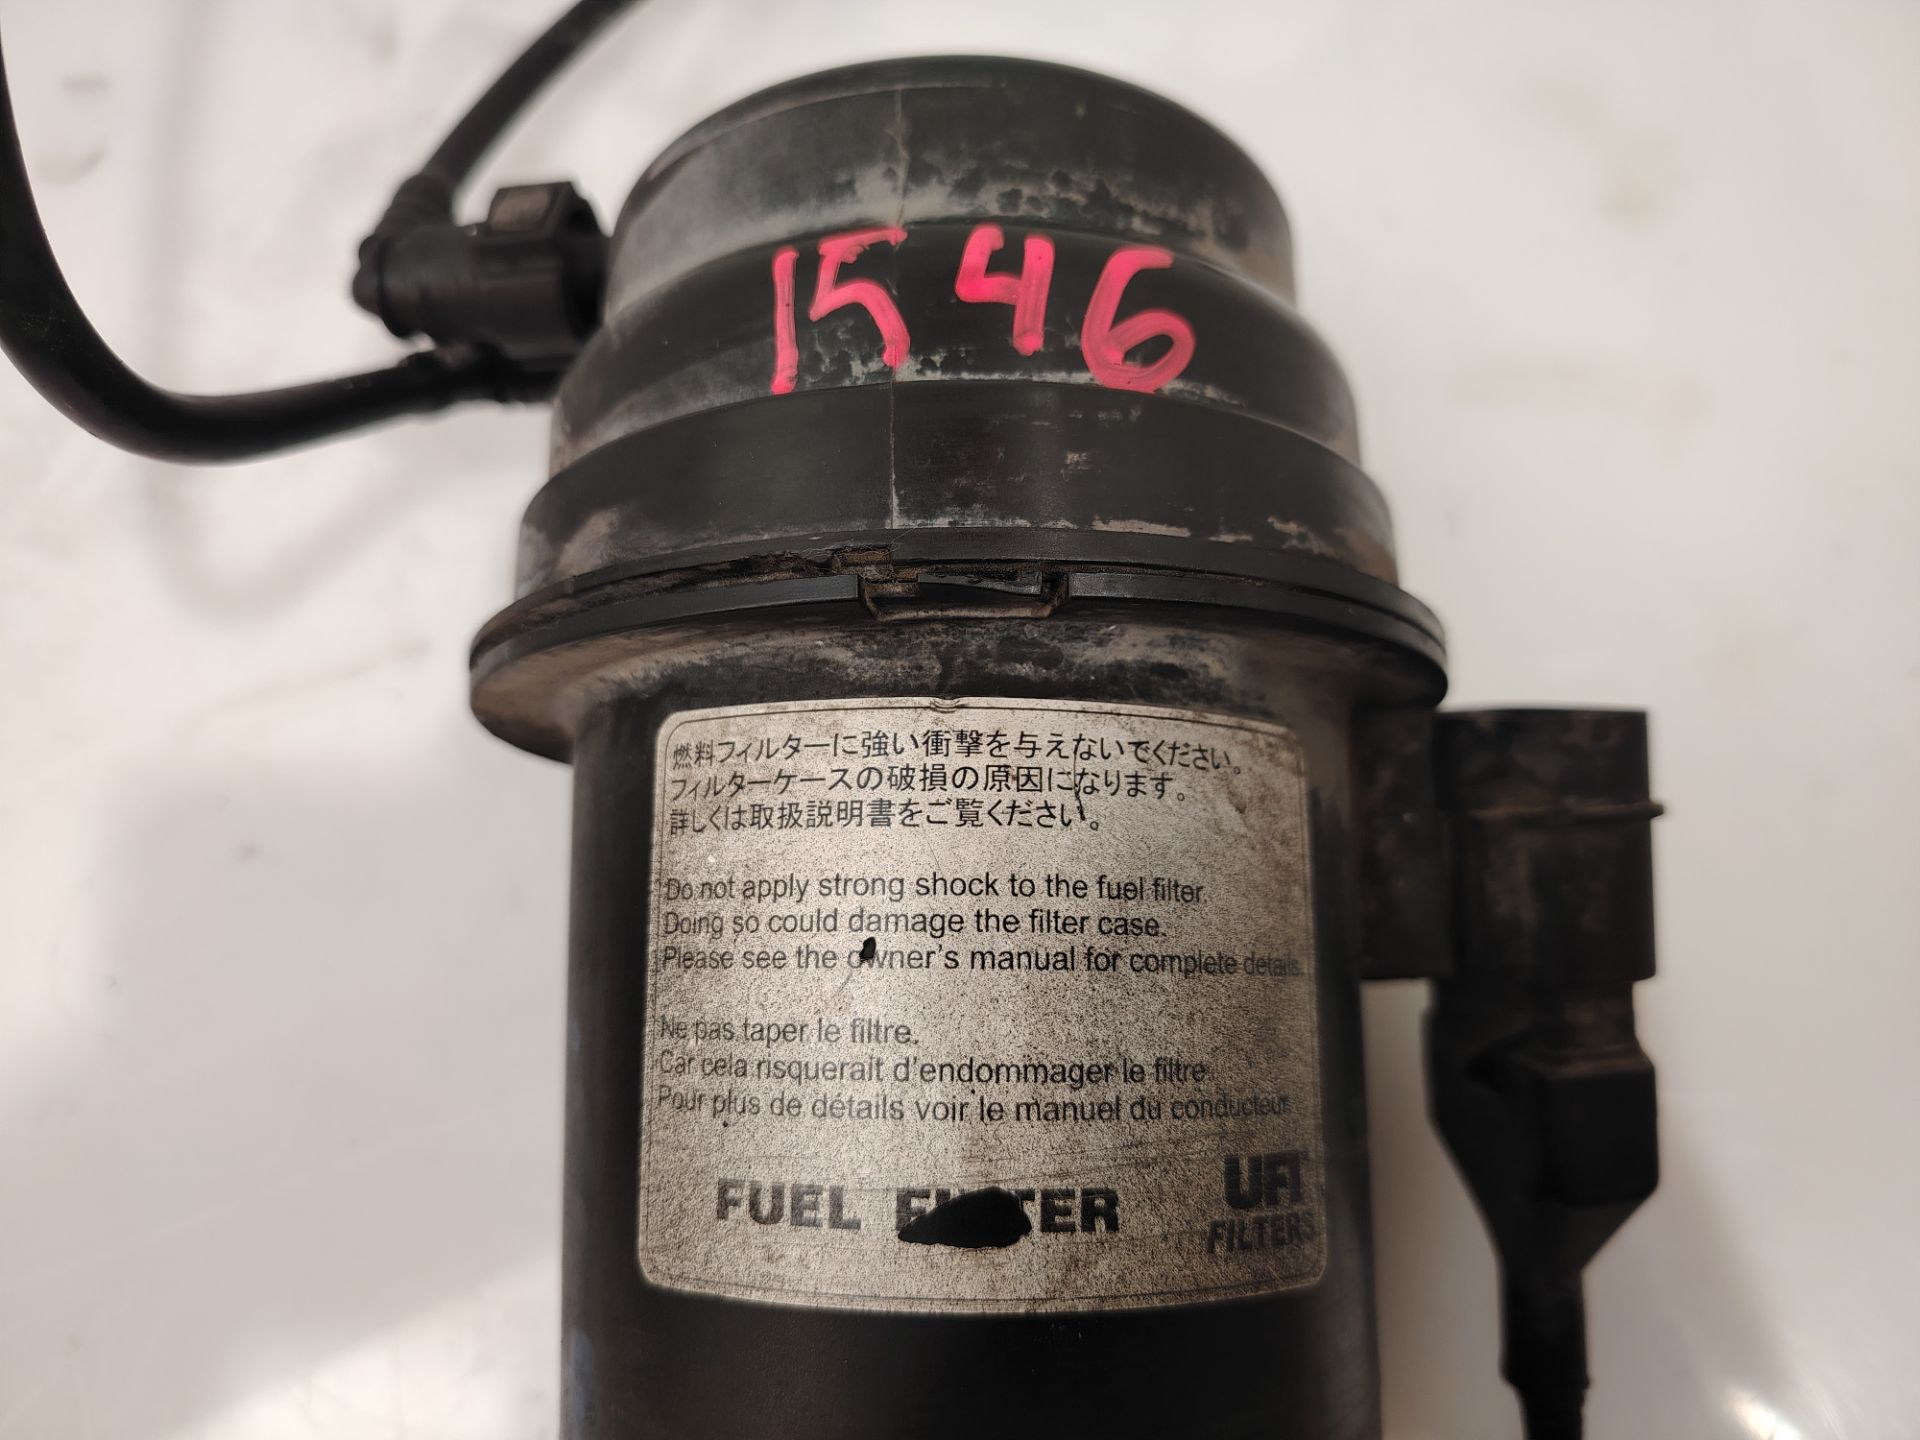 1546
燃料フィルターに強い衝撃を与えないでください。
フィルターケースの破損の原因になります。
詳しくは取扱説明書をご覧ください。
Do not apply strong shock to the fuel filter.
Doing so could damage the filter case.
Please see the owner's manual for complete details.
Ne pas taper le filtre.
Car cela risquerait d'endommager le filtre.
Pour plus de détails voir le manuel du conducteur.
FUEL FILTER
UFI
FILTERS